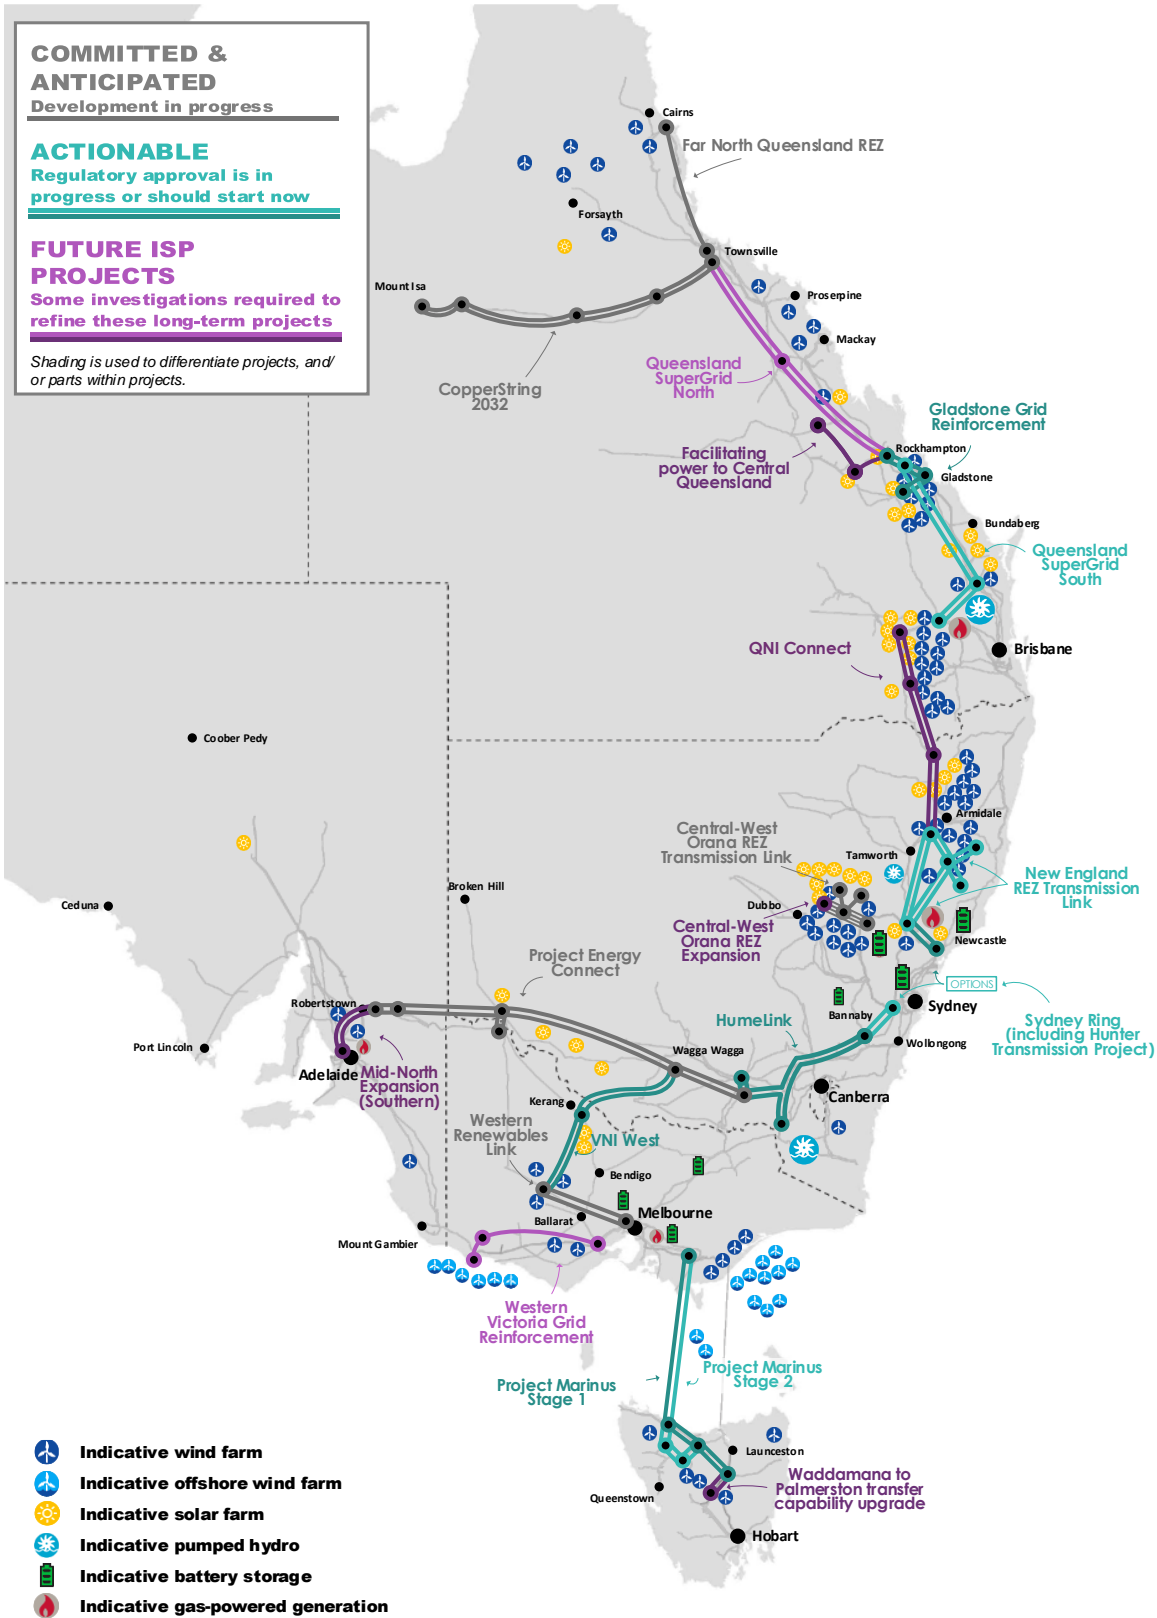 COMMITTED &
ANTICIPATED
Development in progress
ACTIONABLE
Regulatory approval is in
progress or should start now
FUTURE ISP
PROJECTS
Some investigations required to
refine these long-term projects
Shading is used to differentiate projects, and/
or parts within projects.
Cairns
Far North Queensland REZ
Forsayth
Townsville
Mount Isa
Proserpine
Mackay
CopperString
2032
Queensland
SuperGrid
North
Gladstone Grid
Reinforcement
Facilitating
power to Central
Queensland
Rockhampton
Gladstone
Bundaberg
Queensland
SuperGrid
South
QNI Connect
Brisbane
Coober Pedy
Armidale
Central-West
Orana REZ
Transmission Link
Tamworth
New England
REZ Transmission
Link
Broken Hill
Ceduna
Dubbo
Central-West
Orana REZ
Expansion
Newcastle
Project Energy
Connect
OPTIONS
Robertstown
Sydney
Bannaby
HumeLink
Sydney Ring
(including Hunter
Transmission Project)
Wollongong
Port Lincoln
Wagga Wagga
Adelaide
Mid-North
Expansion
(Southern)
Canberra
Kerang
Western
Renewables
Link
VNI West
Bendigo
Ballarat
Melbourne
Mount Gambier
Western
Victoria Grid
Reinforcement
Project Marinus
Stage 2
Project Marinus
Stage 1
Launceston
Queenstown
Waddamana to
Palmerston transfer
capability upgrade
Hobart
Indicative wind farm
Indicative offshore wind farm
Indicative solar farm
Indicative pumped hydro
Indicative battery storage
Indicative gas-powered generation